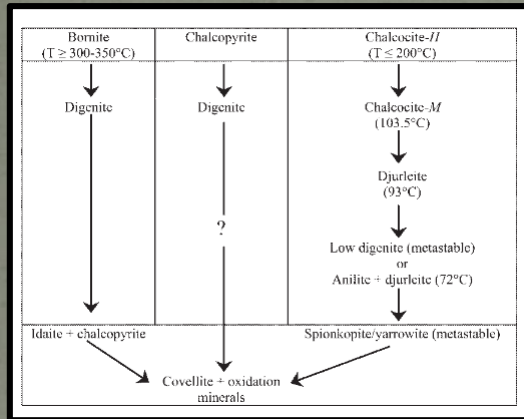 Bornite
(T ≥ 300-350°C)
Chalcopyrite
Chalcocite-H
(T ≤ 200°C)
Digenite
Digenite
Chalcocite-M
(103.5°C)
Djurleite
(93°C)
?
Low digenite (metastable)
or
Anilite + djurleite (72°C)
Idaite + chalcopyrite
Spionkopite/yarrowite (metastable)
Covellite + oxidation
minerals